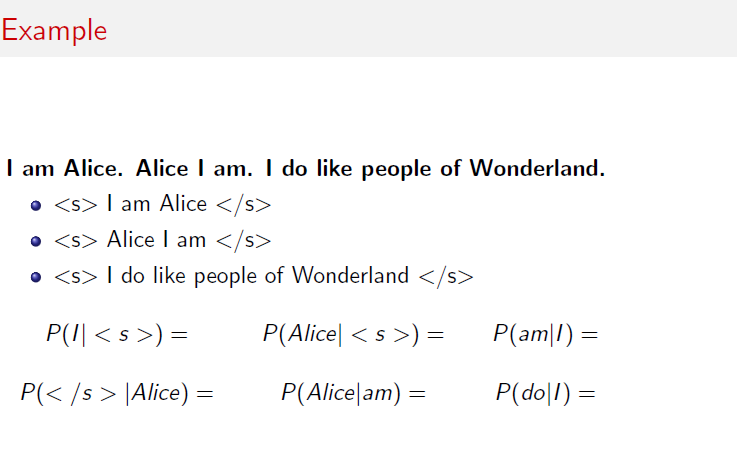 Example
I am Alice. Alice I am. I do like people of Wonderland.
<s> I am Alice </s>
<s> Alice I am </s>
<s> I do like people of Wonderland </s>
P(I| < s >) = P(Alice| < s >) = P(am|I) =
P(< /s > |Alice) = P(Alice|am) = P(do|I) =